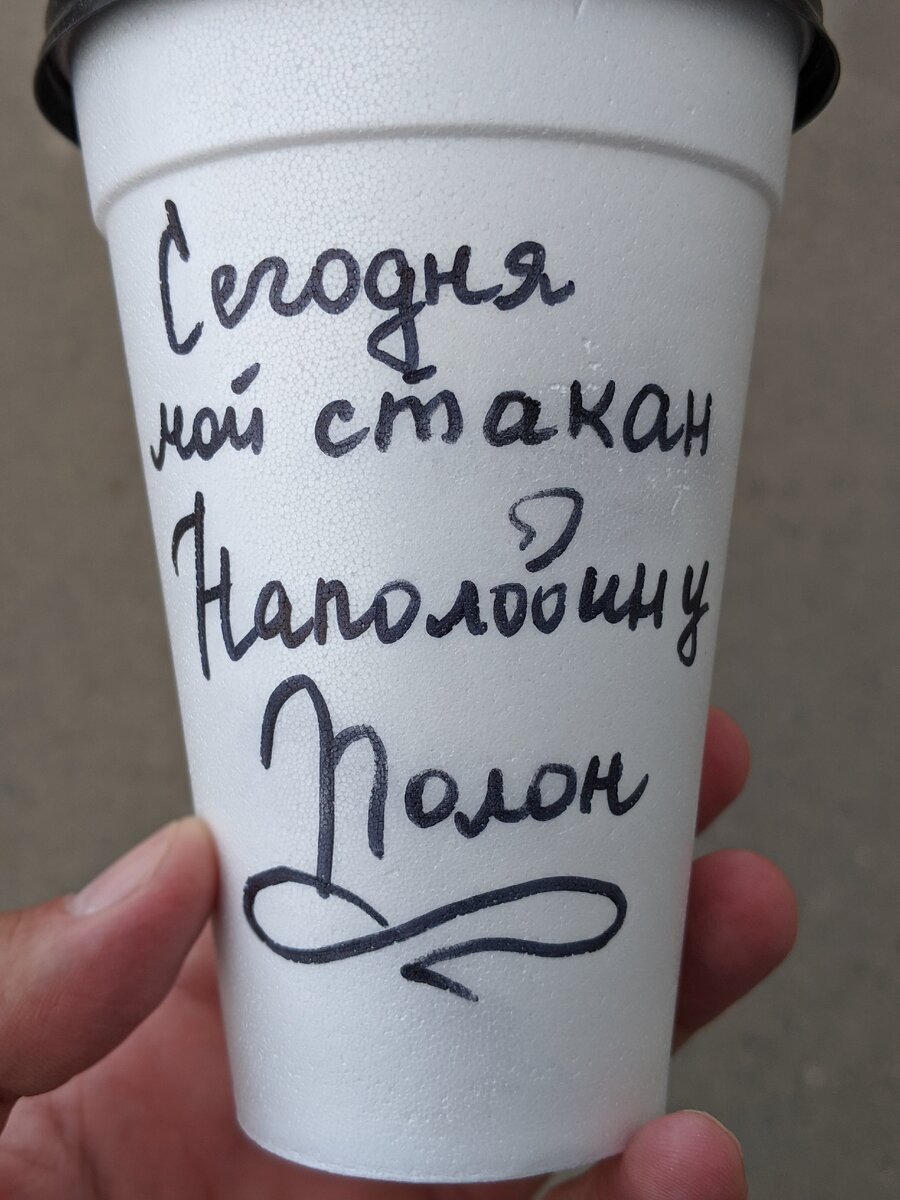 Сегодня
мой стакан
Наполовину
Полон